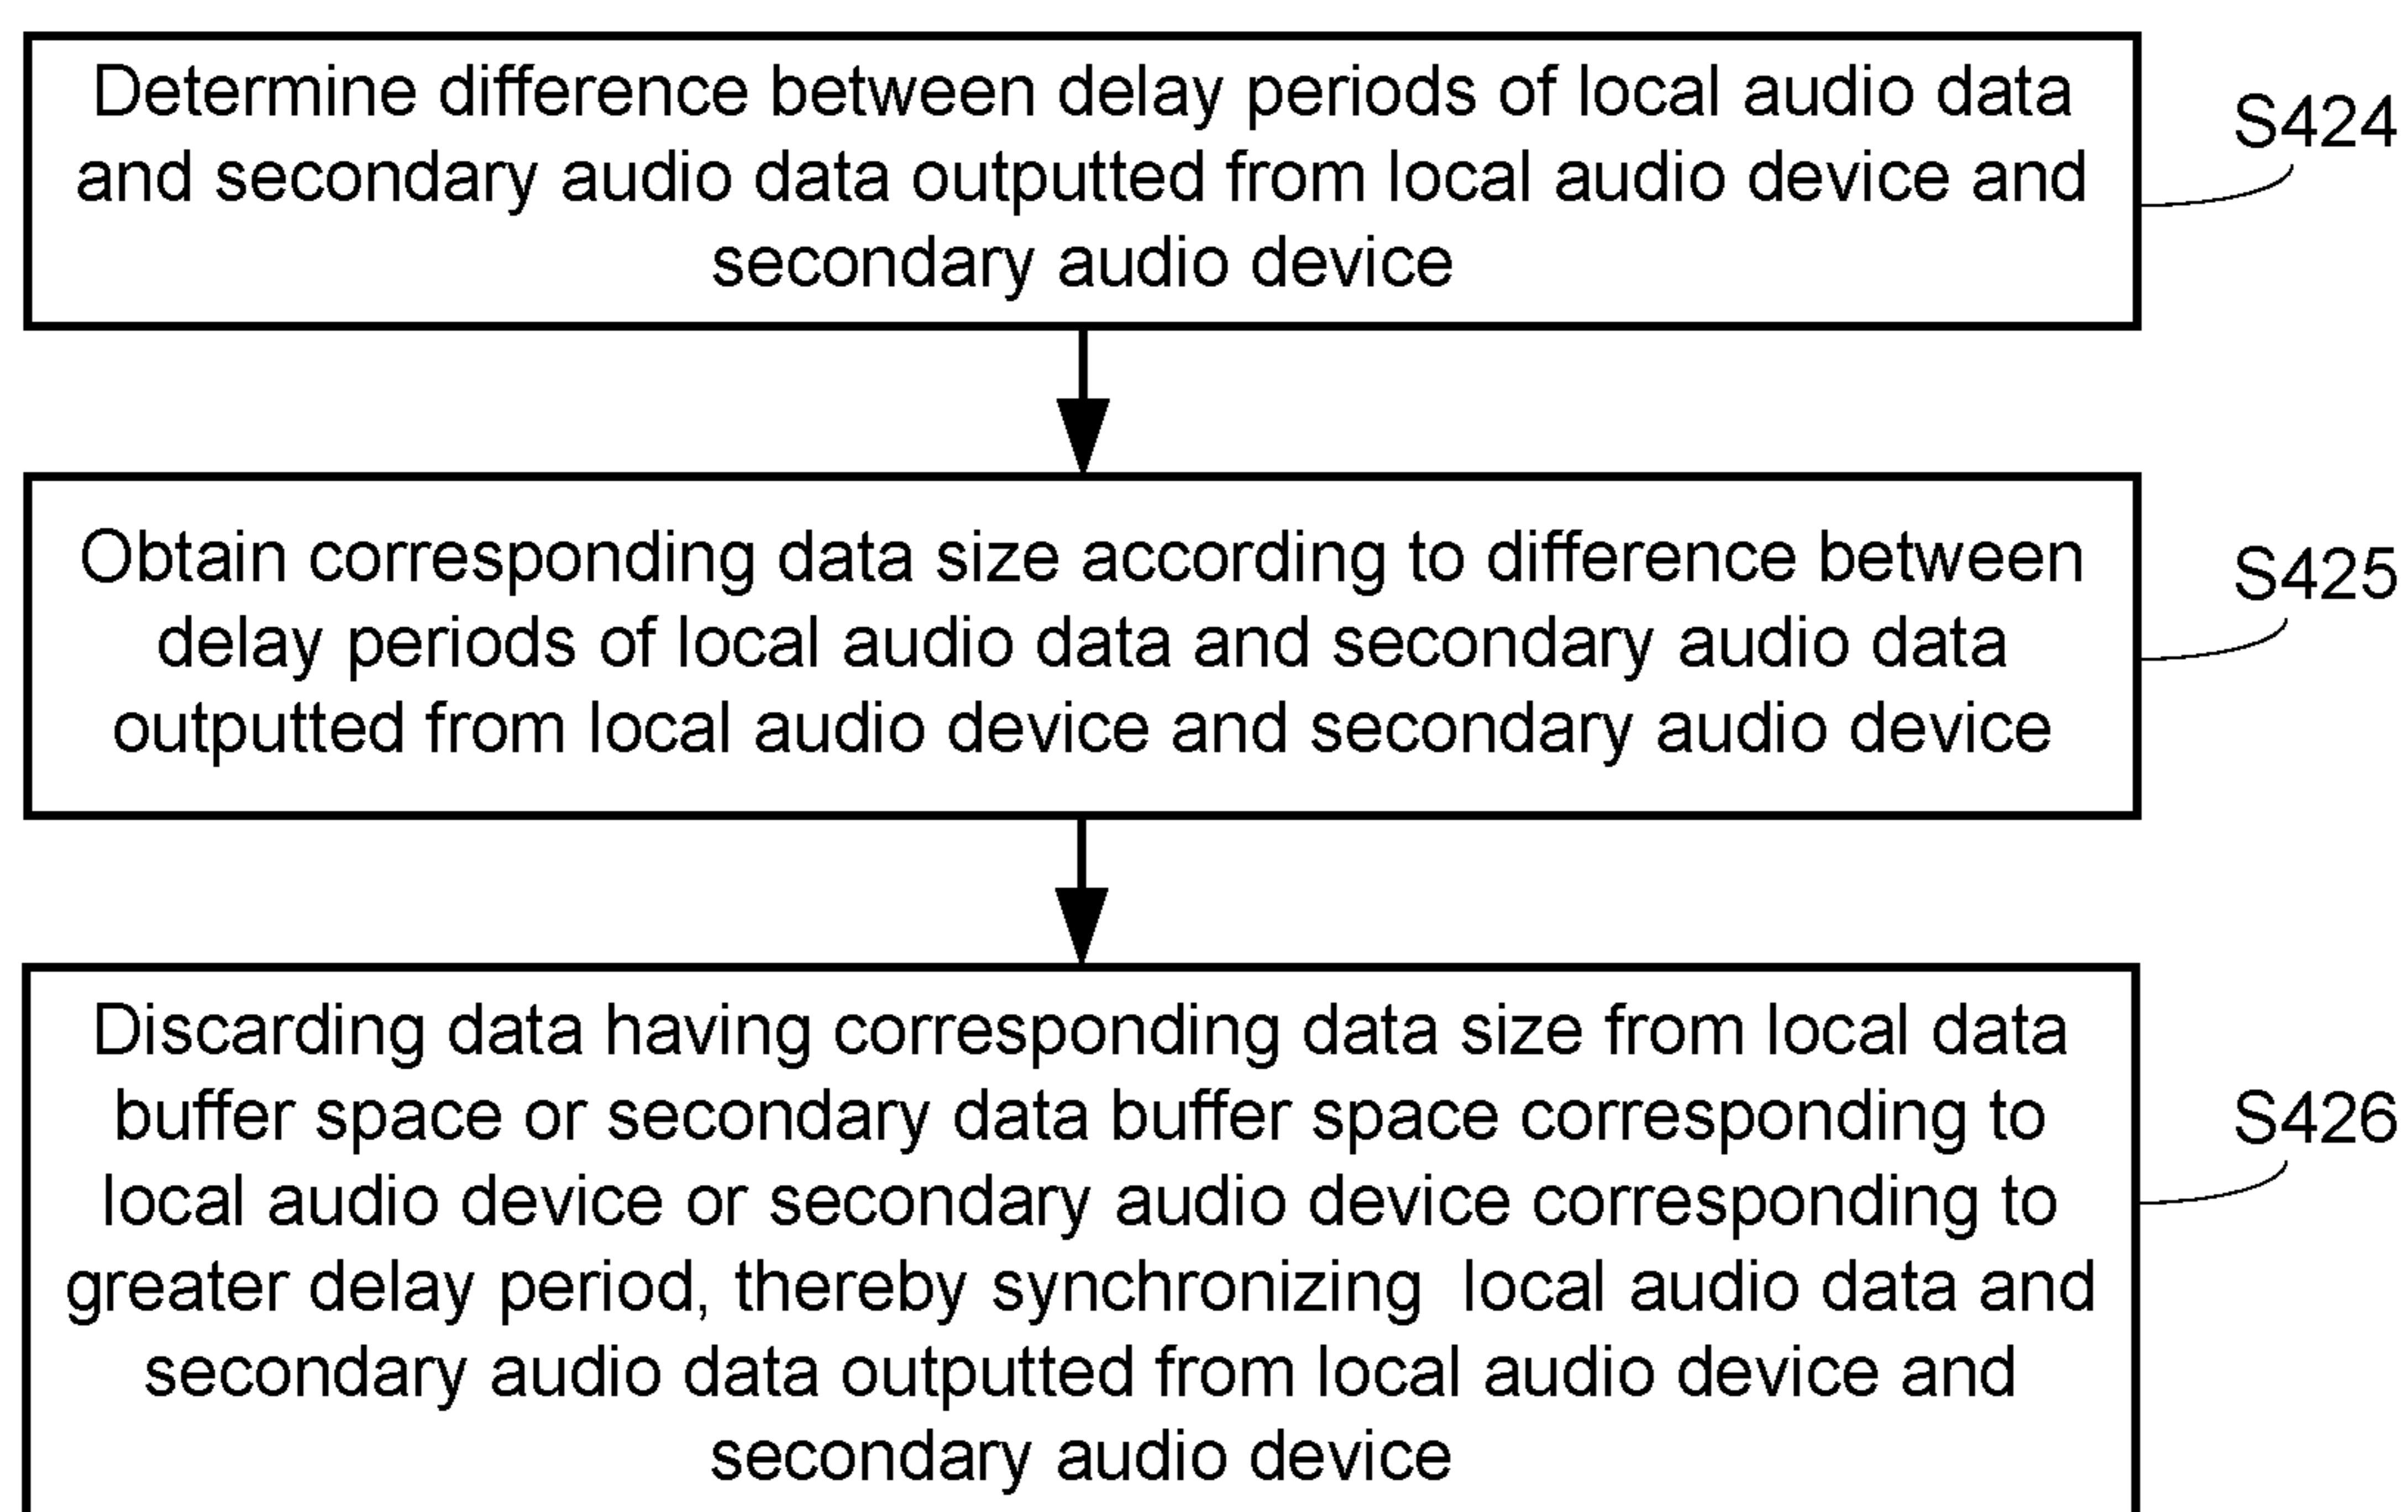 Determine difference between delay periods of local audio data
and secondary audio data outputted from local audio device and
secondary audio device
S424
Obtain corresponding data size according to difference between
delay periods of local audio data and secondary audio data
outputted from local audio device and secondary audio device
S425
Discarding data having corresponding data size from local data
buffer space or secondary data buffer space corresponding to
local audio device or secondary audio device corresponding to
greater delay period, thereby synchronizing local audio data and
secondary audio data outputted from local audio device and
secondary audio device
S426